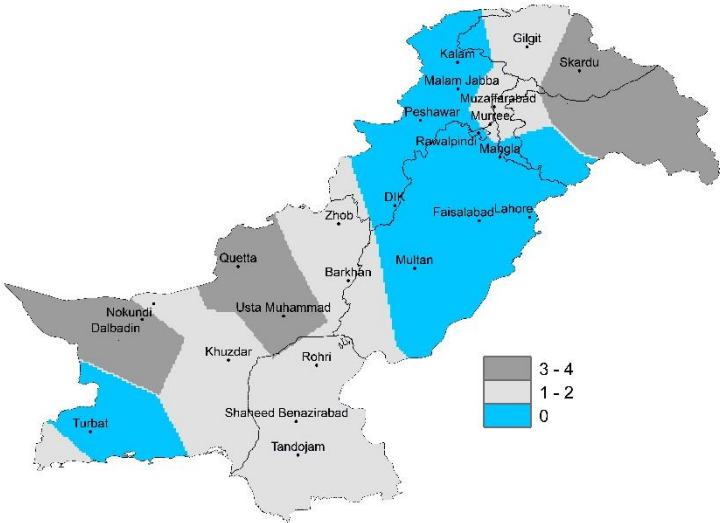 Gilgit
Kalam
Skardu
Malam Jabba
Muzaffarabad
Peshawar
Murree
Rawalpindi
Mangla
DIK
Zhob
Faisalabad
Lahore
Quetta
Multan
Barkhan
Nokundi
Usta Muhammad
Dalbadin
Khuzdar
Rohri
3 - 4
1 - 2
0
Shaheed Benazirabad
Turbat
Tandojam